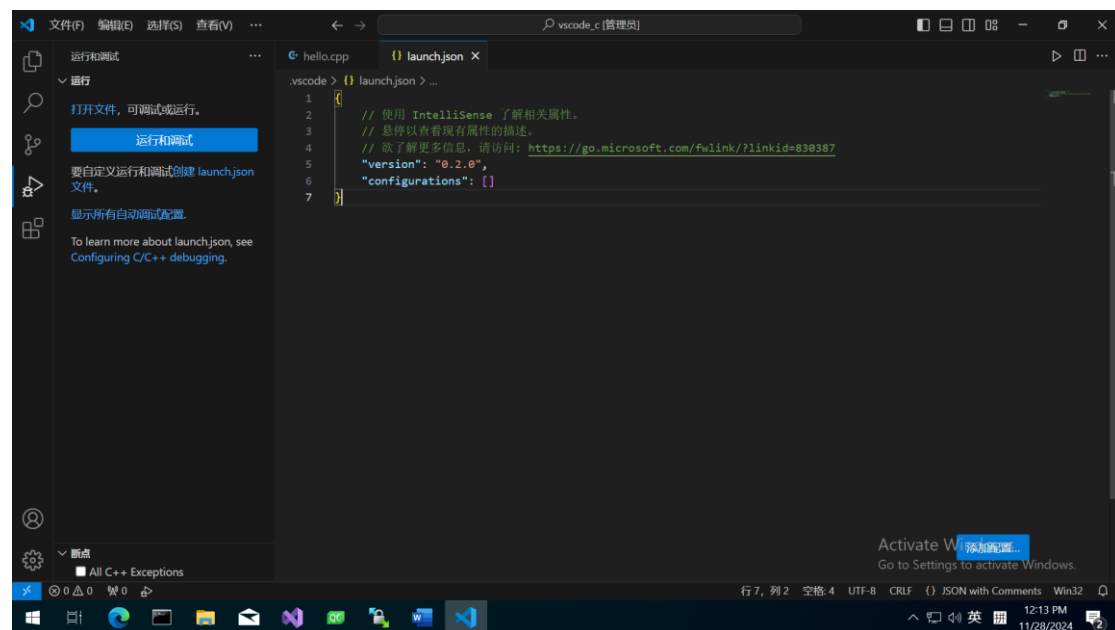 文件(F) 编辑(E) 选择(S) 查看(V) ···
vscode_c [管理员]
运行和调试 ···
运行
打开文件，可调试或运行。
运行和调试
要自定义运行和调试创建 launch.json
文件。
显示所有自动调试配置.
To learn more about launch.json, see
Configuring C/C++ debugging.
断点
All C++ Exceptions
hello.cpp
{} launch.json
.vscode > {} launch.json > ...
1 {
2 // 使用 IntelliSense 了解相关属性。
3 // 悬停以查看现有属性的描述。
4 // 欲了解更多信息，请访问: https://go.microsoft.com/fwlink/?linkid=830387
5 "version": "0.2.0",
6 "configurations": []
7 }
添加配置...
Activate Windows
Go to Settings to activate Windows.
0 0 0
行 7，列 2 空格: 4 UTF-8 CRLF {} JSON with Comments Win32
QC
英 拼
12:13 PM
11/28/2024
2